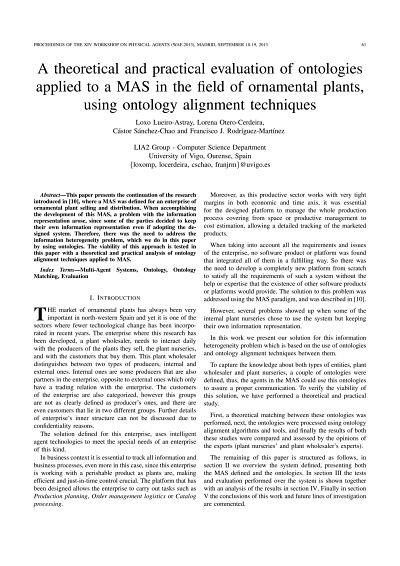 PROCEEDINGS OF THE XIV WORKSHOP ON PHYSICAL AGENTS (WAF 2013), MADRID, SEPTEMBER 18-19, 2013
61
A theoretical and practical evaluation of ontologies
applied to a MAS in the field of ornamental plants,
using ontology alignment techniques
Loxo Lueiro-Astray, Lorena Otero-Cerdeira,
Cástor Sánchez-Chao and Francisco J. Rodríguez-Martínez
LIA2 Group - Computer Science Department
University of Vigo, Ourense, Spain
{loxomp, locerdeira, cschao, franjrm}@uvigo.es
Abstract—This paper presents the continuation of the research
introduced in [10], where a MAS was defined for an enterprise of
ornamental plant selling and distribution. When accomplishing
the development of this MAS, a problem with the information
representation arose, since some of the parties decided to keep
their own information representation even if adopting the de-
signed system. Therefore, there was the need to address the
information heterogeneity problem, which we do in this paper
by using ontologies. The viability of this approach is tested in
this paper with a theoretical and practical analysis of ontology
alignment techniques applied to MAS.
Index Terms—Multi-Agent Systems, Ontology, Ontology
Matching, Evaluation
I. INTRODUCTION
THE market of ornamental plants has always been very
important in north-western Spain and yet it is one of the
sectors where fewer technological change has been incorpo-
rated in recent years. The enterprise where this research has
been developed, a plant wholesaler, needs to interact daily
with the producers of the plants they sell, the plant nurseries,
and with the customers that buy them. This plant wholesaler
distinguishes between two types of producers, internal and
external ones. Internal ones are some producers that are also
partners in the enterprise, opposite to external ones which only
have a trading relation with the enterprise. The customers
of the enterprise are also categorized, however this groups
are not as clearly defined as producer's ones, and there are
even customers that lie in two different groups. Further details
of enterprise's inner structure can not be discussed due to
confidentiality reasons.
The solution defined for this enterprise, uses intelligent
agent technologies to meet the special needs of an enterprise
of this kind.
In business context it is essential to track all information and
business processes, even more in this case, since this enterprise
is working with a perishable product as plants are, making
efficient and just-in-time control crucial. The platform that has
been designed allows the enterprise to carry out tasks such as
Production planning, Order management logistics or Catalog
processing.
Moreover, as this productive sector works with very tight
margins in both economic and time axis, it was essential
for the designed platform to manage the whole production
process covering from space or productive management to
cost estimation, allowing a detailed tracking of the marketed
products.
When taking into account all the requirements and issues
of the enterprise, no software product or platform was found
that integrated all of them in a fulfilling way. So there was
the need to develop a completely new platform from scratch
to satisfy all the requirements of such a system without the
help or expertise that the existence of other software products
or platforms would provide. The solution to this problem was
addressed using the MAS paradigm, and was described in [10].
However, several problems showed up when some of the
internal plant nurseries chose to use the system but keeping
their own information representation.
In this work we present our solution for this information
heterogeneity problem which is based on the use of ontologies
and ontology alignment techniques between them.
To capture the knowledge about both types of entities, plant
wholesaler and plant nurseries, a couple of ontologies were
defined, thus, the agents in the MAS could use this ontologies
to assure a proper communication. To verify the viability of
this solution, we have performed a theoretical and practical
study.
First, a theoretical matching between these ontologies was
performed, next, the ontologies were processed using ontology
alignment algorithms and tools, and finally the results of both
these studies were compared and assessed by the opinions of
the experts (plant nurseries' and plant wholesaler's experts).
The remaining of this paper is structured as follows, in
section II we overview the system defined, presenting both
the MAS defined and the ontologies. In section III the tests
and evaluation performed over the system is shown together
with an analysis of the results in section IV. Finally in section
V the conclusions of this work and future lines of investigation
are commented.